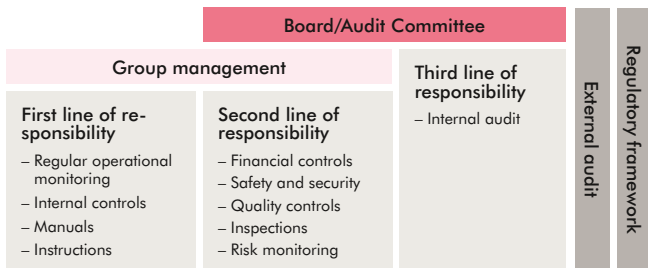 Board/Audit Committee
Group management
First line of re-
sponsibility
– Regular operational
monitoring
– Internal controls
– Manuals
– Instructions
Second line of
responsibility
– Financial controls
– Safety and security
– Quality controls
– Inspections
– Risk monitoring
Third line of
responsibility
– Internal audit
External audit
Regulatory framework